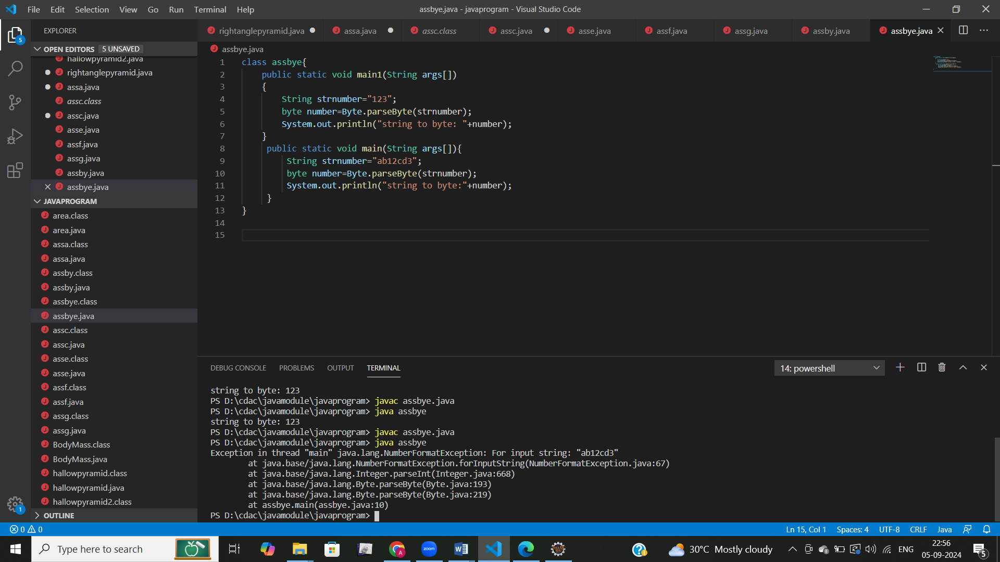 File Edit Selection View Go Run Terminal Help
assbye.java - javaprogram - Visual Studio Code
EXPLORER
OPEN EDITORS 5 UNSAVED
hallowpyramid2.java
rightanglepyramid.java
assa.java
assc.class
assc.java
asse.java
assf.java
assg.java
assby.java
assbye.java
JAVAPROGRAM
area.class
area.java
assa.class
assa.java
assby.class
assby.java
assbye.class
assbye.java
assc.class
assc.java
asse.class
asse.java
assf.class
assf.java
assg.class
assg.java
BodyMass.class
BodyMass.java
hallowpyramid.class
hallowpyramid.java
hallowpyramid2.class
OUTLINE
5
1
rightanglepyramid.java assa.java assc.class assc.java asse.java assf.java assg.java assby.java assbye.java
assbye.java
1 class assbye{
2 public static void main1(String args[])
3 {
4 String strnumber="123";
5 byte number=Byte.parseByte(strnumber);
6 System.out.println("string to byte: "+number);
7 }
8 public static void main(String args[]){
9 String strnumber="ab12cd3";
10 byte number=Byte.parseByte(strnumber);
11 System.out.println("string to byte:"+number);
12 }
13 }
14
15
DEBUG CONSOLE PROBLEMS OUTPUT TERMINAL
14: powershell
string to byte: 123
PS D:\cdac\javamodule\javaprogram> javac assbye.java
PS D:\cdac\javamodule\javaprogram> java assbye
string to byte: 123
PS D:\cdac\javamodule\javaprogram> javac assbye.java
PS D:\cdac\javamodule\javaprogram> java assbye
Exception in thread "main" java.lang.NumberFormatException: For input string: "ab12cd3"
at java.base/java.lang.NumberFormatException.forInputString(NumberFormatException.java:67)
at java.base/java.lang.Integer.parseInt(Integer.java:668)
at java.base/java.lang.Byte.parseByte(Byte.java:193)
at java.base/java.lang.Byte.parseByte(Byte.java:219)
at assbye.main(assbye.java:10)
PS D:\cdac\javamodule\javaprogram>
0 0
Ln 15, Col 1 Spaces: 4 UTF-8 CRLF Java
Type here to search
zoom
30°C Mostly cloudy
ENG
22:56
05-09-2024
5